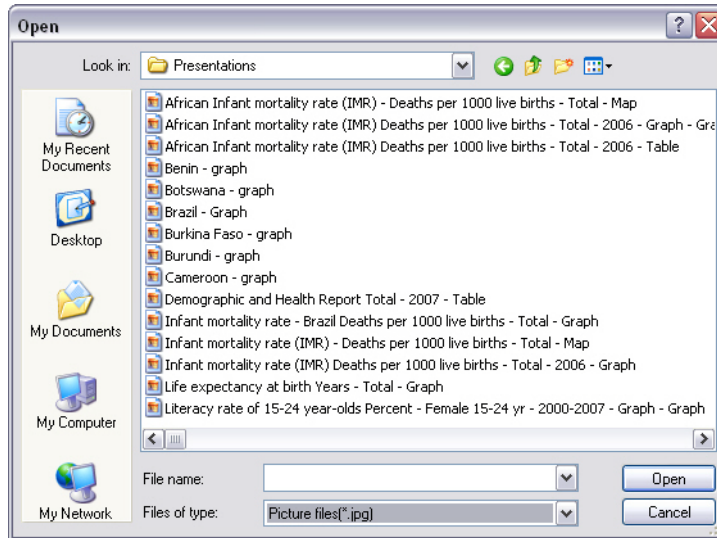 Open
Look in: Presentations
My Recent Documents
Desktop
My Documents
My Computer
My Network
African Infant mortality rate (IMR) - Deaths per 1000 live births - Total - Map
African Infant mortality rate (IMR) Deaths per 1000 live births - Total - 2006 - Graph - Gra
African Infant mortality rate (IMR) Deaths per 1000 live births - Total - 2006 - Table
Benin - graph
Botswana - graph
Brazil - Graph
Burkina Faso - graph
Burundi - graph
Cameroon - graph
Demographic and Health Report Total - 2007 - Table
Infant mortality rate - Brazil Deaths per 1000 live births - Total - Graph
Infant mortality rate (IMR) - Deaths per 1000 live births - Total - Map
Infant mortality rate (IMR) Deaths per 1000 live births - Total - 2006 - Graph
Life expectancy at birth Years - Total - Graph
Literacy rate of 15-24 year-olds Percent - Female 15-24 yr - 2000-2007 - Graph - Graph
File name:
Open
Files of type: Picture files(*.jpg)
Cancel